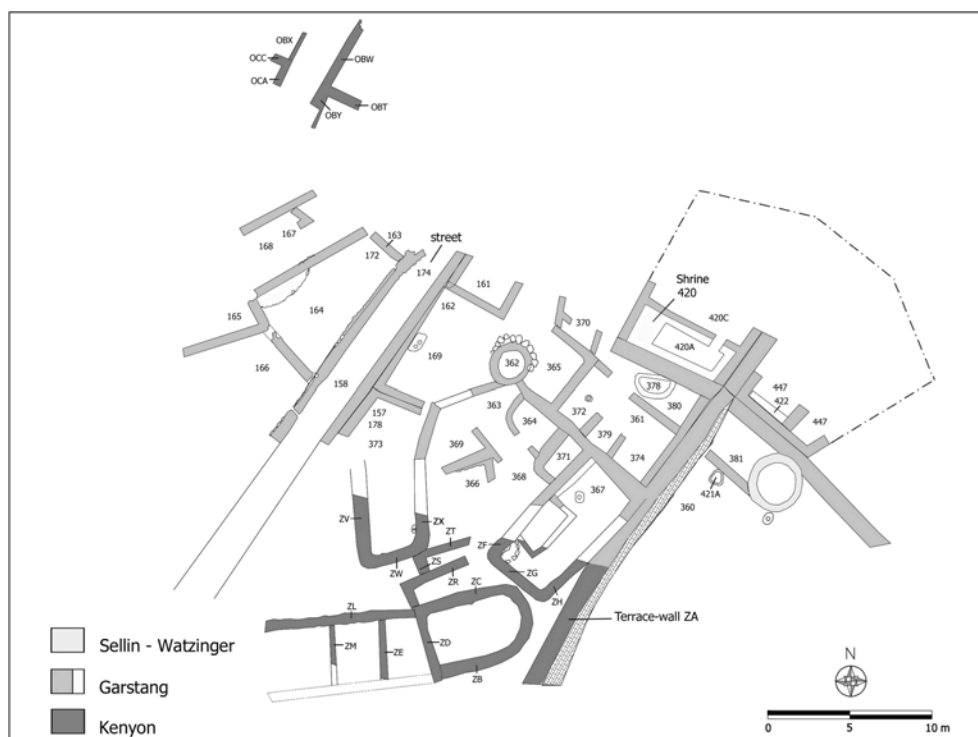 OBX
OCC
OBW
OCA
OBT
OBY
163
167
street
168
172
174
161
Shrine
420
162
420C
164
370
165
420A
169
365
362
166
378
447
158
380
422
363
157
364
372
361
447
178
379
373
369
371
374
381
366
368
367
421A
360
ZV
ZX
ZT
ZF
ZS
ZW
ZG
ZR
ZC
ZH
ZL
Terrace-wall ZA
ZM
ZE
ZD
ZB
Sellin - Watzinger
Garstang
Kenyon
N
0
5
10 m